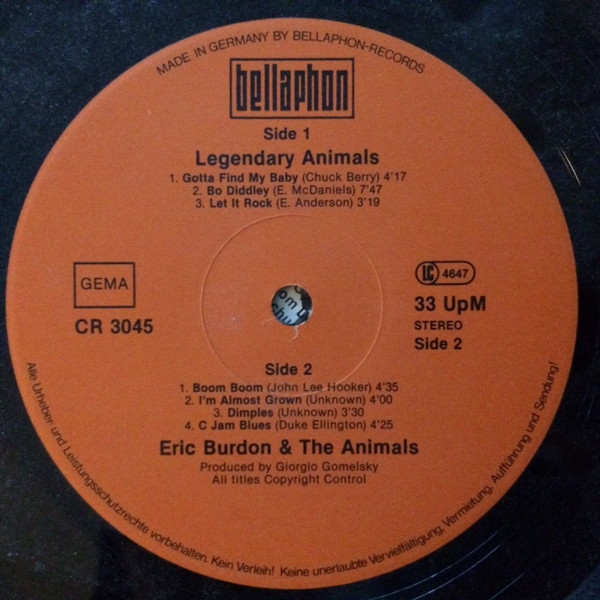 MADE IN GERMANY BY BELLAPHON-RECORDS
bellaphon
Side 1
Legendary Animals
1. Gotta Find My Baby (Chuck Berry) 4'17
2. Bo Diddley (E. McDaniels) 7'47
3. Let It Rock (E. Anderson) 3'19
GEMA
CR 3045
LC 4647
33 UpM
STEREO
Side 2
Side 2
1. Boom Boom (John Lee Hooker) 4'35
2. I'm Almost Grown (Unknown) 4'00
3. Dimples (Unknown) 3'30
4. C Jam Blues (Duke Ellington) 4'25
Eric Burdon & The Animals
Produced by Giorgio Gomelsky
All titles Copyright Control
Alle Urheber- und Leistungsschutzrechte vorbehalten. Kein Verleih! Keine unerlaubte Vervielfältigung, Vermietung, Aufführung und Sendung!